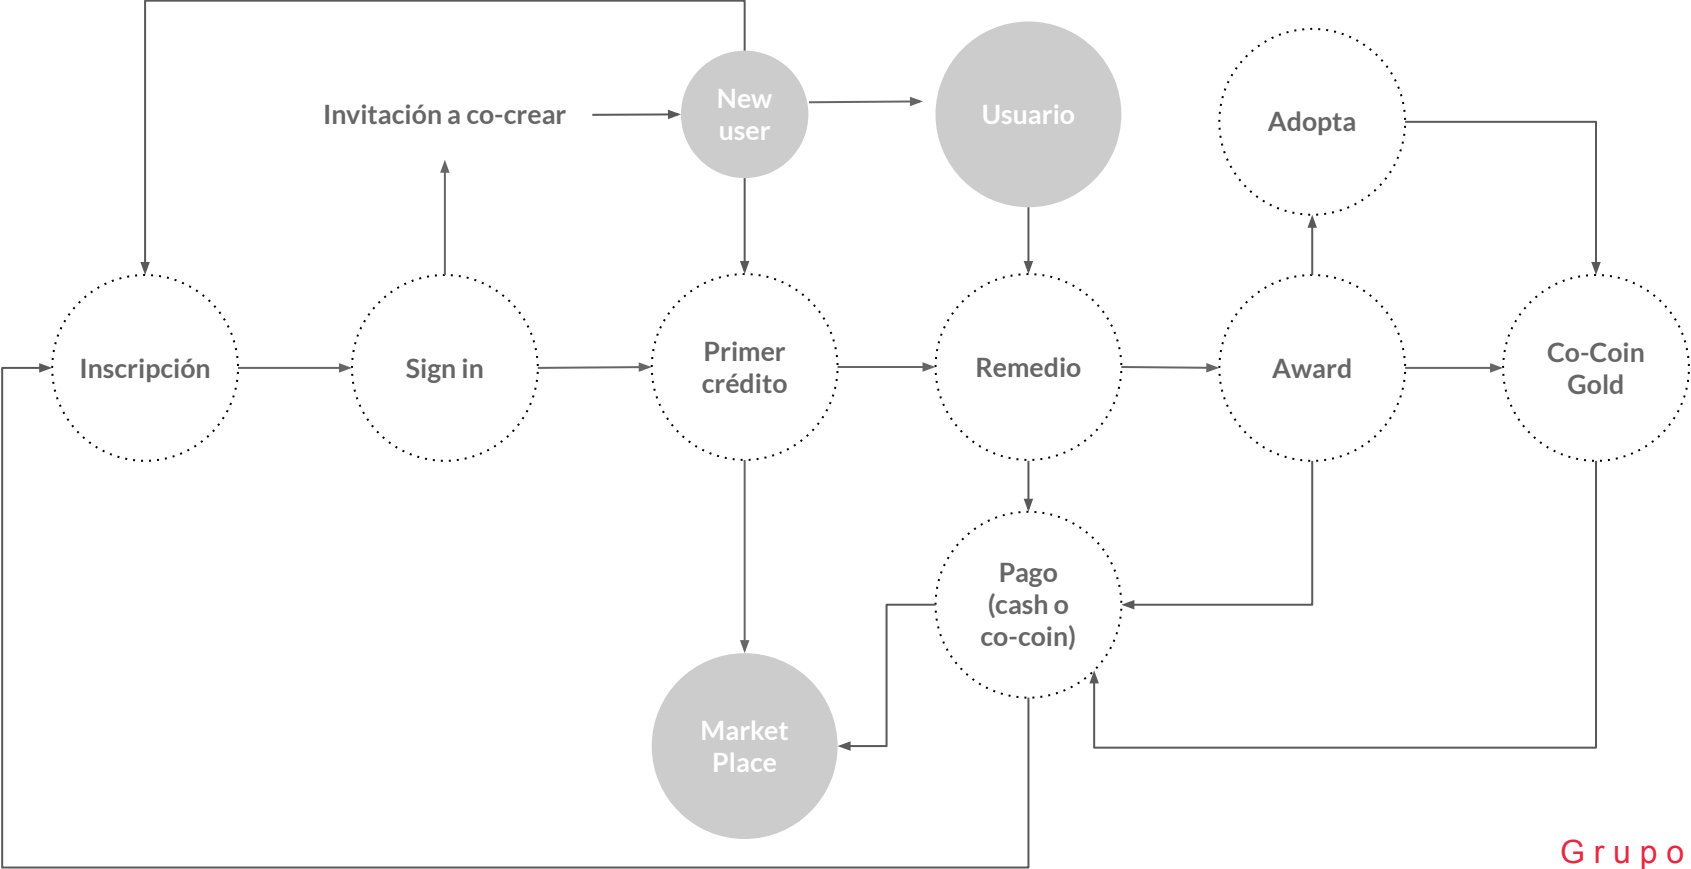 New
user
Usuario
Invitación a co-crear
Adopta
Inscripción
Sign in
Primer
crédito
Remedio
Award
Co-Coin
Gold
Pago
(cash o
co-coin)
Market
Place
Grupo